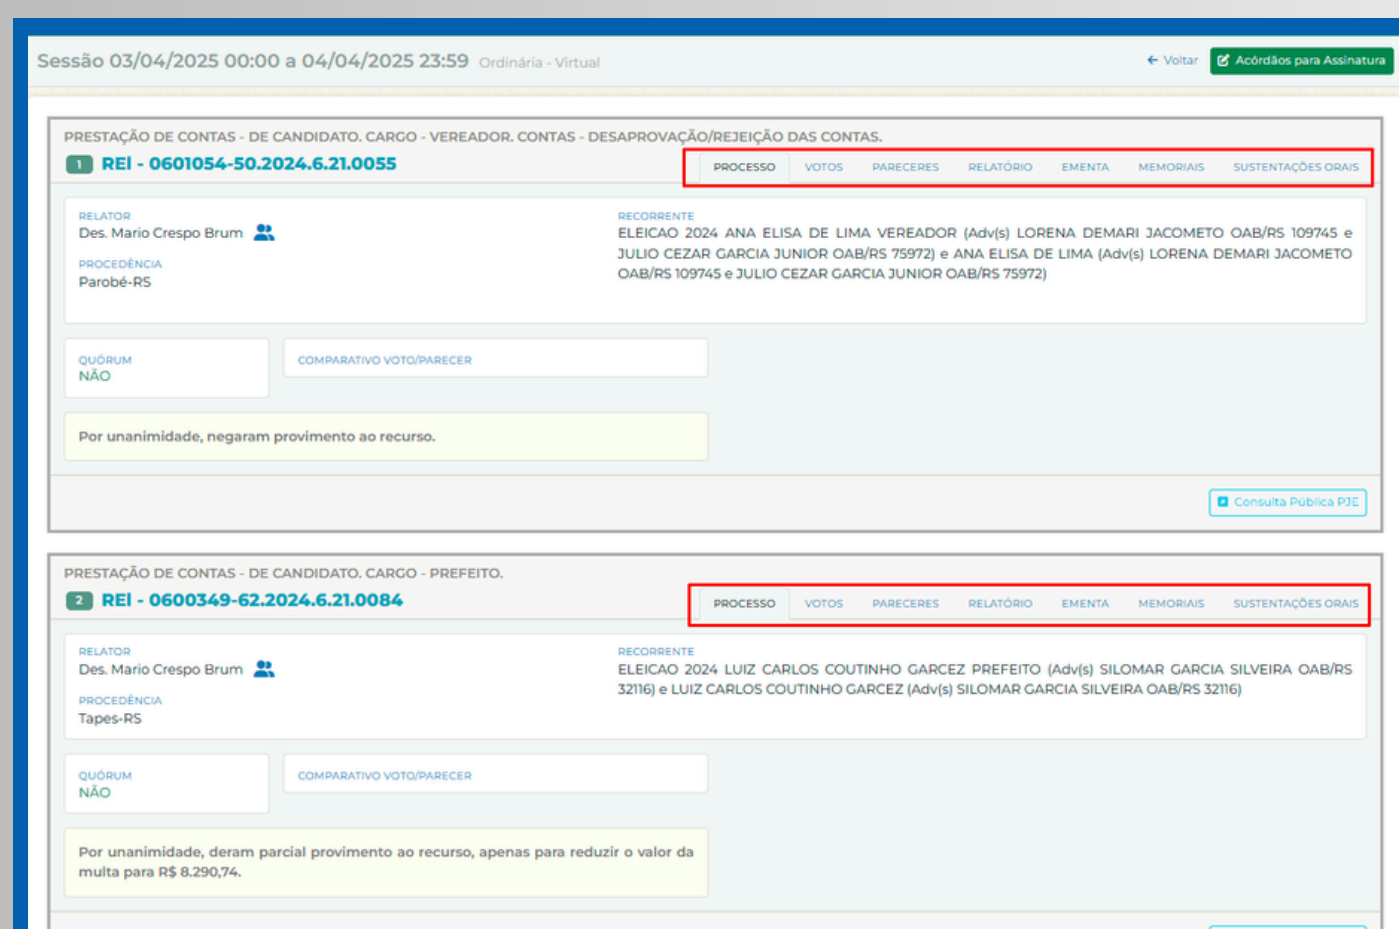 Sessão 03/04/2025 00:00 a 04/04/2025 23:59 Ordinária - Virtual
Voltar
Acórdãos para Assinatura
PRESTAÇÃO DE CONTAS - DE CANDIDATO. CARGO - VEREADOR. CONTAS - DESAPROVAÇÃO/REJEIÇÃO DAS CONTAS.
1 REl - 0601054-50.2024.6.21.0055
PROCESSO VOTOS PARECERES RELATÓRIO EMENTA MEMORIAIS SUSTENTAÇÕES ORAIS
RELATOR
Des. Mario Crespo Brum
PROCEDÊNCIA
Parobé-RS
RECORRENTE
ELEICAO 2024 ANA ELISA DE LIMA VEREADOR (Adv(s) LORENA DEMARI JACOMETO OAB/RS 109745 e
JULIO CEZAR GARCIA JUNIOR OAB/RS 75972) e ANA ELISA DE LIMA (Adv(s) LORENA DEMARI JACOMETO
OAB/RS 109745 e JULIO CEZAR GARCIA JUNIOR OAB/RS 75972)
QUÓRUM
NÃO
COMPARATIVO VOTO/PARECER
Por unanimidade, negaram provimento ao recurso.
Consulta Pública PJE
PRESTAÇÃO DE CONTAS - DE CANDIDATO. CARGO - PREFEITO.
2 REl - 0600349-62.2024.6.21.0084
PROCESSO VOTOS PARECERES RELATÓRIO EMENTA MEMORIAIS SUSTENTAÇÕES ORAIS
RELATOR
Des. Mario Crespo Brum
PROCEDÊNCIA
Tapes-RS
RECORRENTE
ELEICAO 2024 LUIZ CARLOS COUTINHO GARCEZ PREFEITO (Adv(s) SILOMAR GARCIA SILVEIRA OAB/RS
32116) e LUIZ CARLOS COUTINHO GARCEZ (Adv(s) SILOMAR GARCIA SILVEIRA OAB/RS 32116)
QUÓRUM
NÃO
COMPARATIVO VOTO/PARECER
Por unanimidade, deram parcial provimento ao recurso, apenas para reduzir o valor da
multa para R$ 8.290,74.